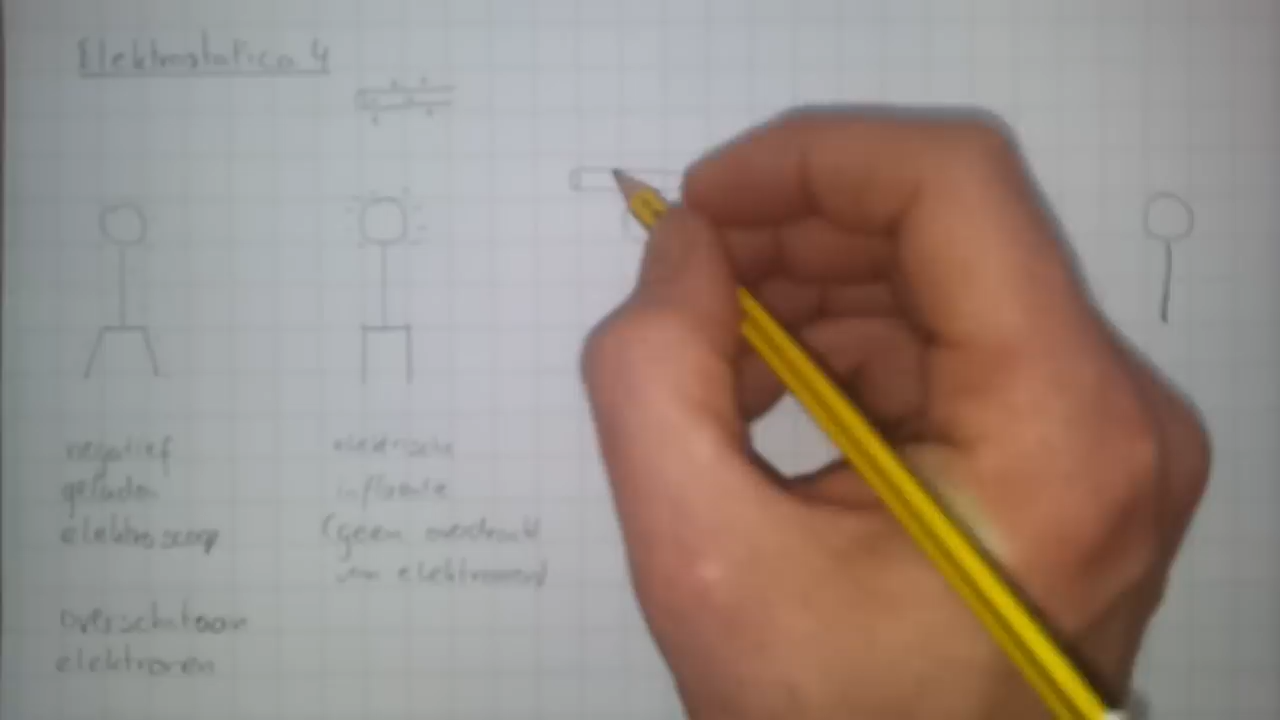 Elektrostatica 4
negatief
geladen
elektroscoop
overschot aan
elektronen
elektrische
influentie
(geen overdracht
van elektronen)